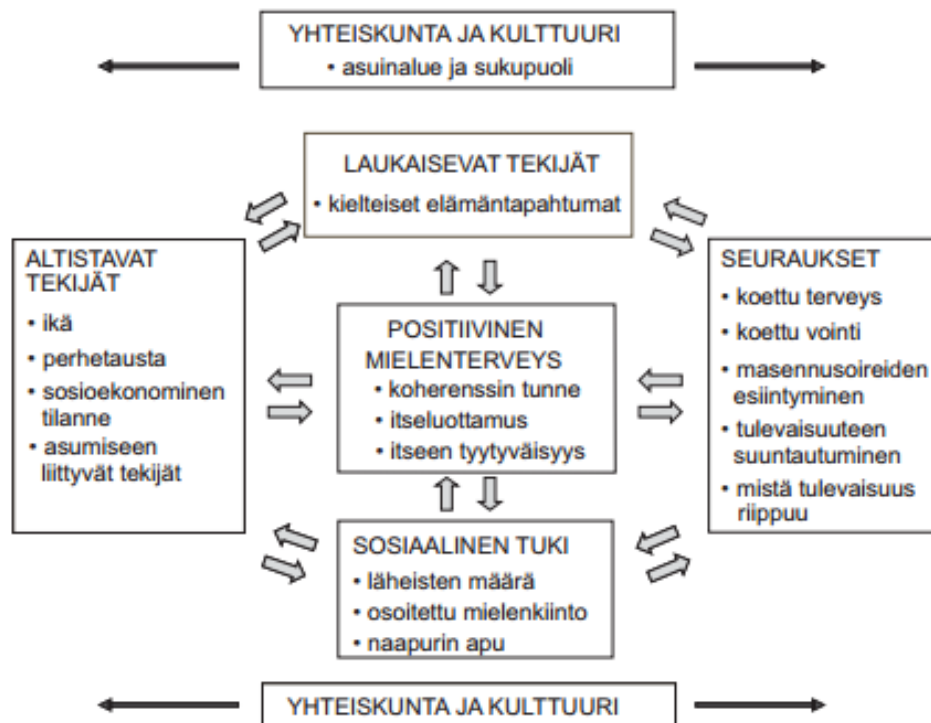 YHTEISKUNTA JA KULTTUURI
• asuinalue ja sukupuoli
LAUKAISEVAT TEKIJÄT
• kielteiset elämäntapahtumat
ALTISTAVAT
TEKIJÄT
• ikä
• perhetausta
• sosioekonominen
tilanne
• asumiseen
liittyvät tekijät
POSITIIVINEN
MIELENTERVEYS
• koherenssin tunne
• itseluottamus
• itseen tyytyväisyys
SEURAUKSET
• koettu terveys
• koettu vointi
• masennusoireiden
esiintyminen
• tulevaisuuteen
suuntautuminen
• mistä tulevaisuus
riippuu
SOSIAALINEN TUKI
• läheisten määrä
• osoitettu mielenkiinto
• naapurin apu
YHTEISKUNTA JA KULTTUURI